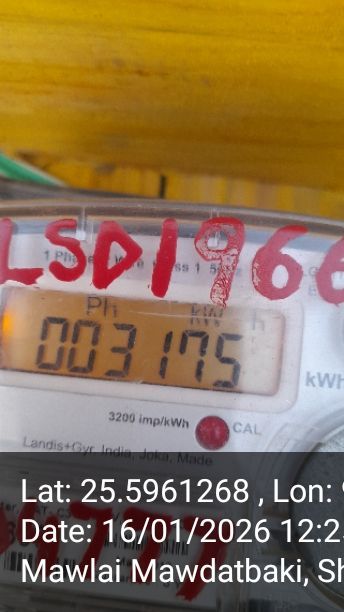 LSD1966
1 Phase
Ph kW h
003175
kWh
3200 imp/kWh
CAL
Landis+Gyr, India, Joka, Made
777
Lat: 25.5961268 , Lon:
Date: 16/01/2026 12:2
Mawlai Mawdatbaki, Sh